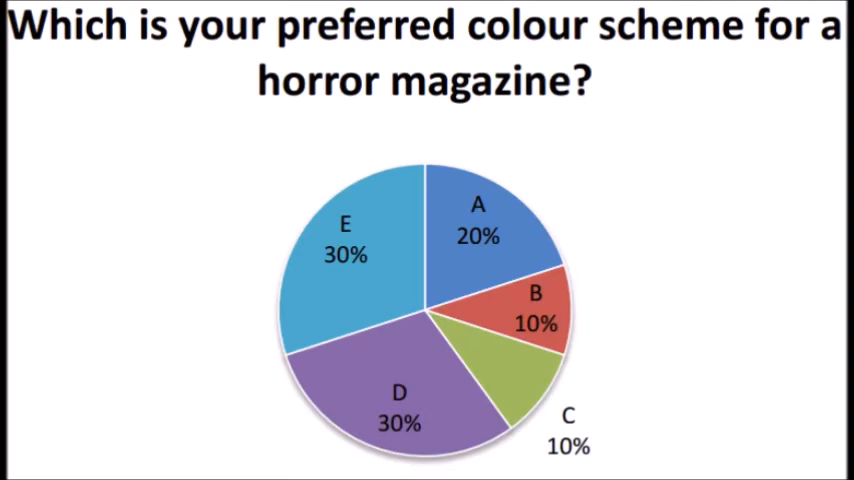 Which is your preferred colour scheme for a
horror magazine?
A
20%
B
10%
C
10%
D
30%
E
30%